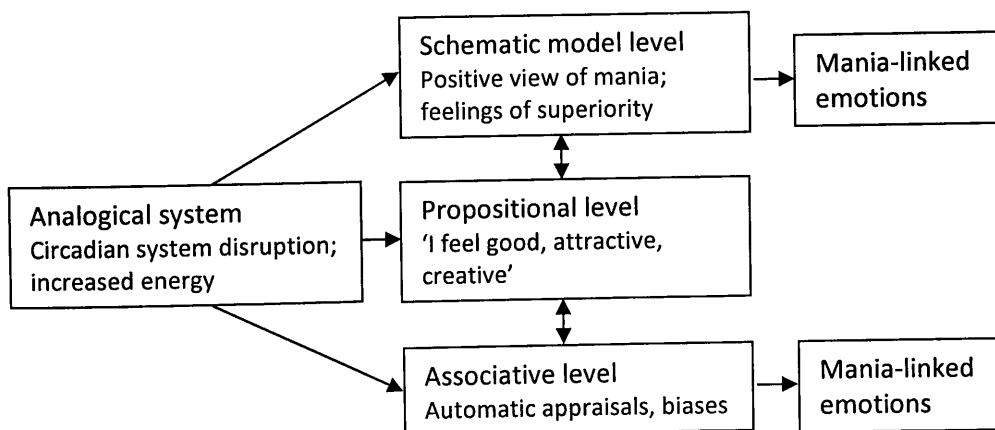 Schematic model level
Positive view of mania;
feelings of superiority
Mania-linked
emotions
Analogical system
Circadian system disruption;
increased energy
Propositional level
‘I feel good, attractive,
creative’
Associative level
Automatic appraisals, biases
Mania-linked
emotions